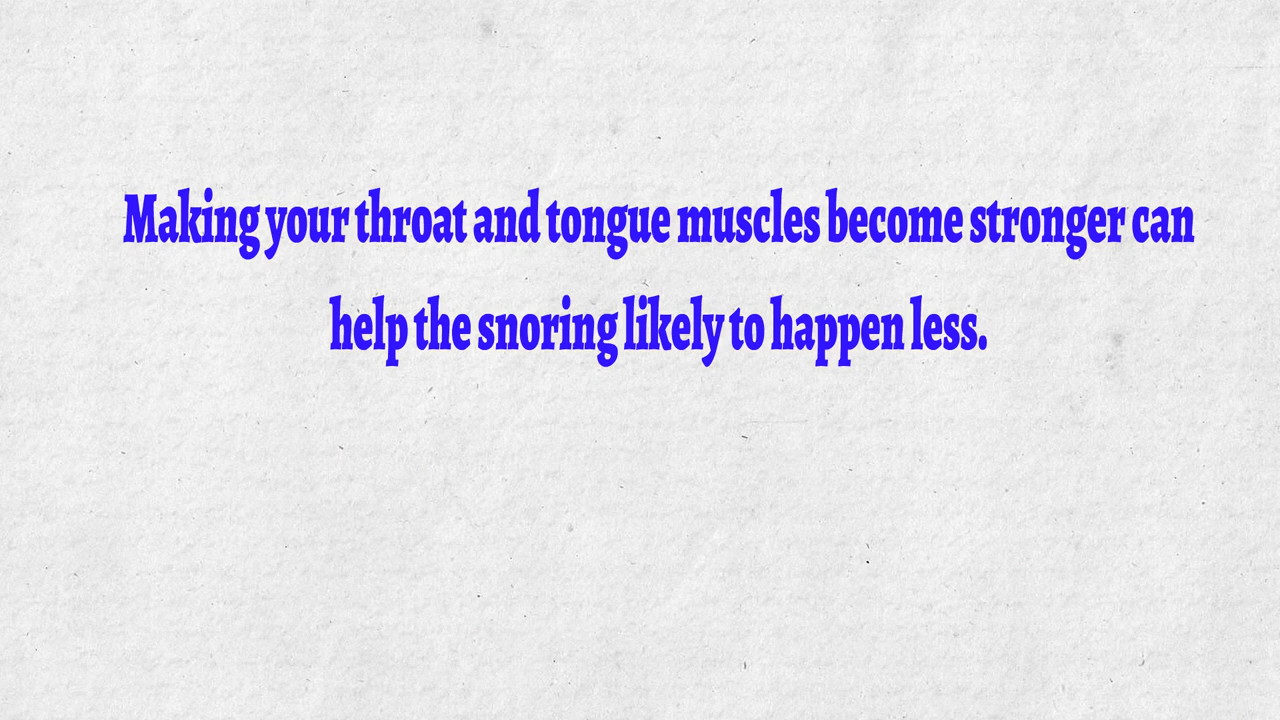 Making your throat and tongue muscles become stronger can
help the snoring likely to happen less.